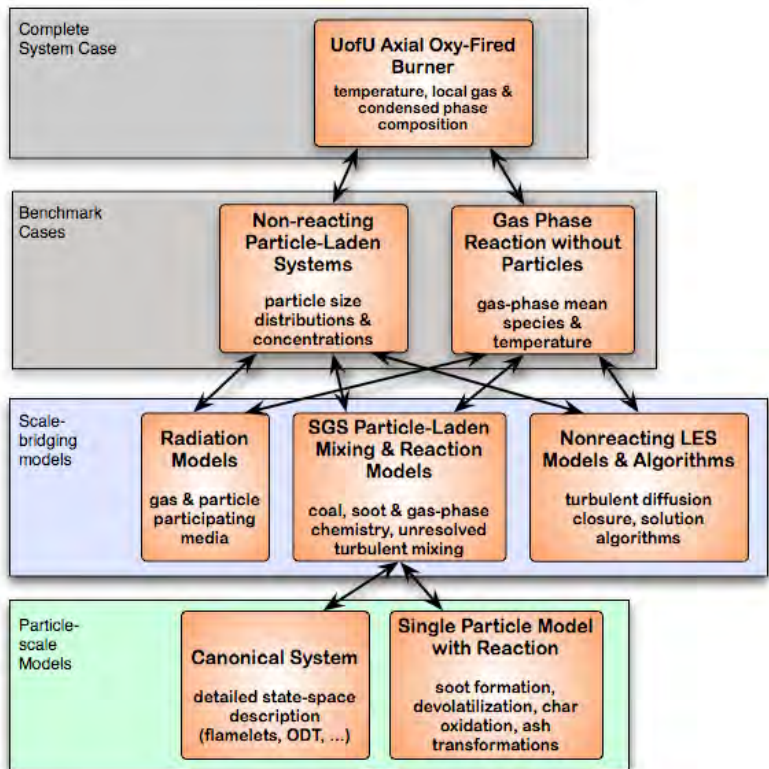 Complete
System Case
UofU Axial Oxy-Fired
Burner
temperature, local gas &
condensed phase
composition
Benchmark
Cases
Non-reacting
Particle-Laden
Systems
particle size
distributions &
concentrations
Gas Phase
Reaction without
Particles
gas-phase mean
species &
temperature
Scale-
bridging
models
Radiation
Models
gas & particle
participating
media
SGS Particle-Laden
Mixing & Reaction
Models
coal, soot & gas-phase
chemistry, unresolved
turbulent mixing
Nonreacting LES
Models & Algorithms
turbulent diffusion
closure, solution
algorithms
Particle-
scale
Models
Canonical System
detailed state-space
description
(flamelets, ODT, ...)
Single Particle Model
with Reaction
soot formation,
devolatilization, char
oxidation, ash
transformations